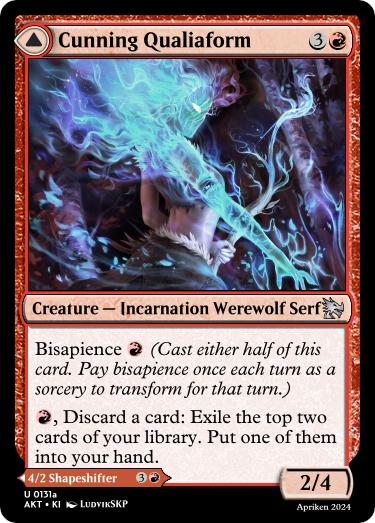 Cunning Qualiaform 3
Creature — Incarnation Werewolf Serf
Bisapience (Cast either half of this
card. Pay bisapience once each turn as a
sorcery to transform for that turn.)
, Discard a card: Exile the top two
cards of your library. Put one of them
into your hand.
4/2 Shapeshifter 3
2/4
U 0131a
AKT • KI LudvikSKP
Apriken 2024